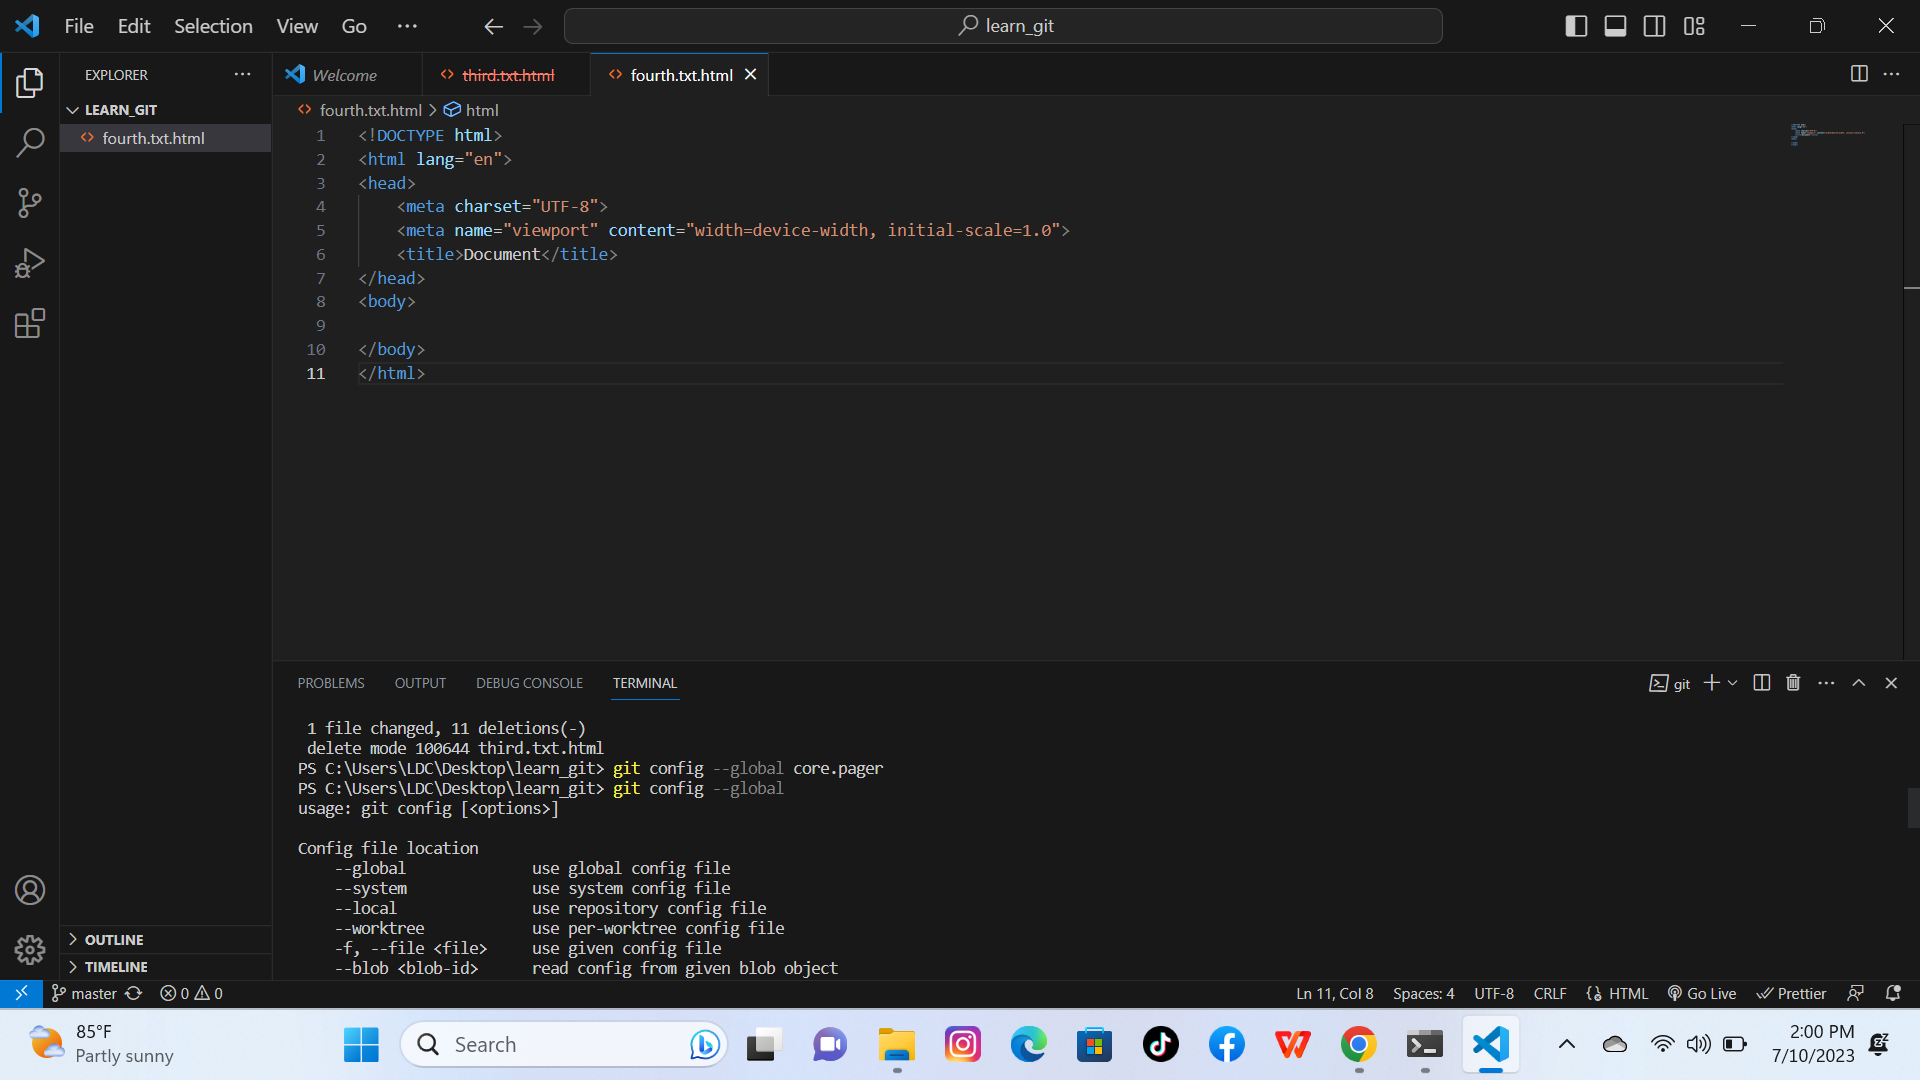 File Edit Selection View Go ···
learn_git
EXPLORER
LEARN_GIT
fourth.txt.html
OUTLINE
TIMELINE
Welcome third.txt.html fourth.txt.html
fourth.txt.html > html
1 <!DOCTYPE html>
2 <html lang="en">
3 <head>
4 <meta charset="UTF-8">
5 <meta name="viewport" content="width=device-width, initial-scale=1.0">
6 <title>Document</title>
7 </head>
8 <body>
9
10 </body>
11 </html>
PROBLEMS OUTPUT DEBUG CONSOLE TERMINAL
git
1 file changed, 11 deletions(-)
delete mode 100644 third.txt.html
PS C:\Users\LDC\Desktop\learn_git> git config --global core.pager
PS C:\Users\LDC\Desktop\learn_git> git config --global
usage: git config [<options>]
Config file location
--global use global config file
--system use system config file
--local use repository config file
--worktree use per-worktree config file
-f, --file <file> use given config file
--blob <blob-id> read config from given blob object
master 0 0 Ln 11, Col 8 Spaces: 4 UTF-8 CRLF HTML Go Live Prettier
85°F
Partly sunny
Search
2:00 PM
7/10/2023